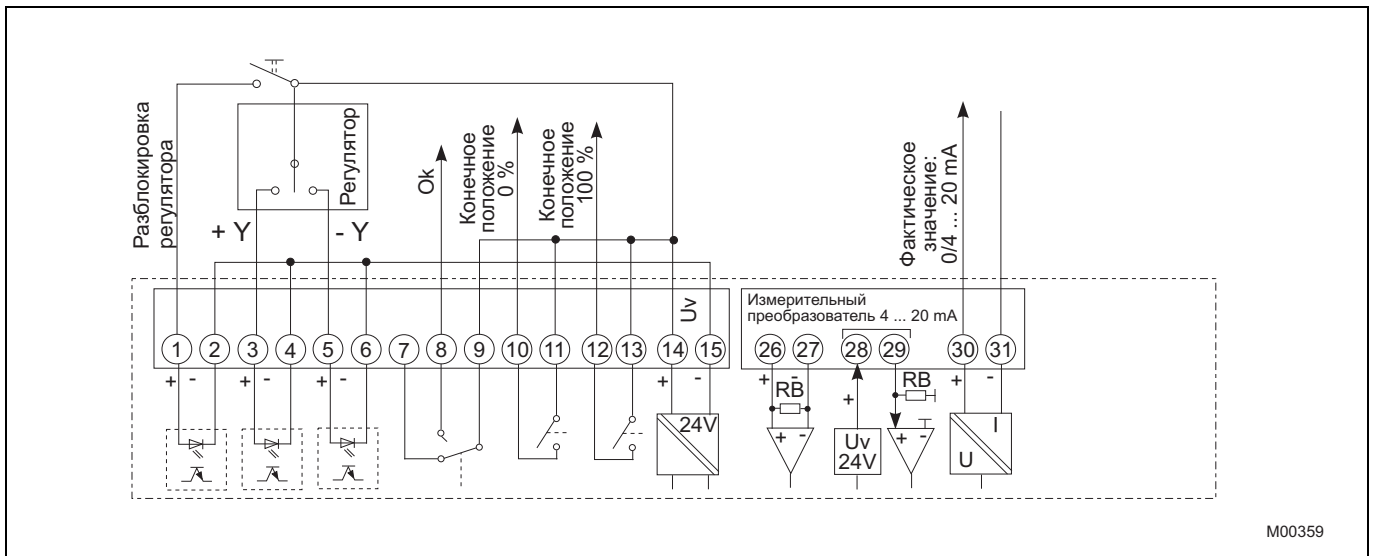 Разблокировка
регулятора
Регулятор
+ Y
- Y
Ok
Конечное
положение
0 %
Конечное
положение
100 %
Фактическое
значение:
0/4 ... 20 mA
Uv
Измерительный
преобразователь 4 ... 20 mA
1 2 3 4 5 6 7 8 9 10 11 12 13 14 15
26 27 28 29 30 31
+ - + - + - + -
+ - + -
RB
+
RB
24V
+ -
Uv
24V
+ -
I
U
M00359